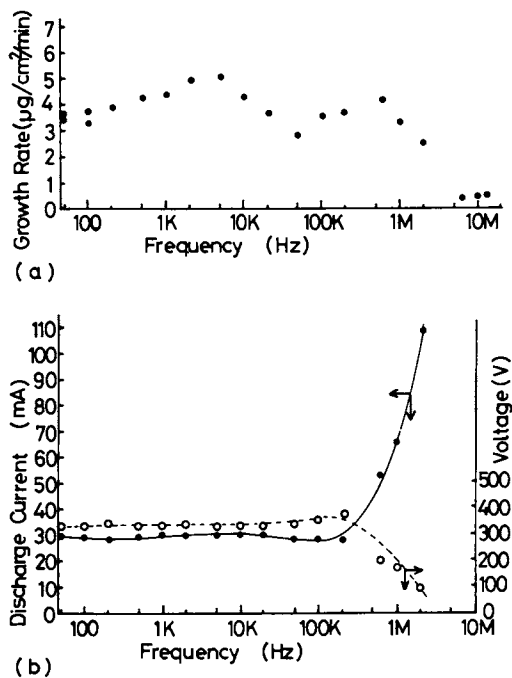 Growth Rate(μg/cm²/min)
7
6
5
4
3
2
1
0
100 1K 10K 100K 1M 10M
Frequency (Hz)
(a)
Discharge Current (mA)
110
100
90
80
70
60
50
40
30
20
10
0
Voltage (V)
500
400
300
200
100
0
100 1K 10K 100K 1M 10M
Frequency (Hz)
(b)